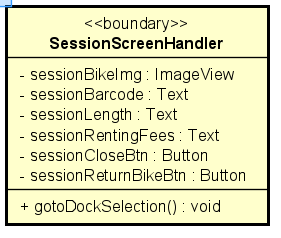 <<boundary>>
SessionScreenHandler
- sessionBikeImg : ImageView
- sessionBarcode : Text
- sessionLength : Text
- sessionRentingFees : Text
- sessionCloseBtn : Button
- sessionReturnBikeBtn : Button
+ gotoDockSelection() : void